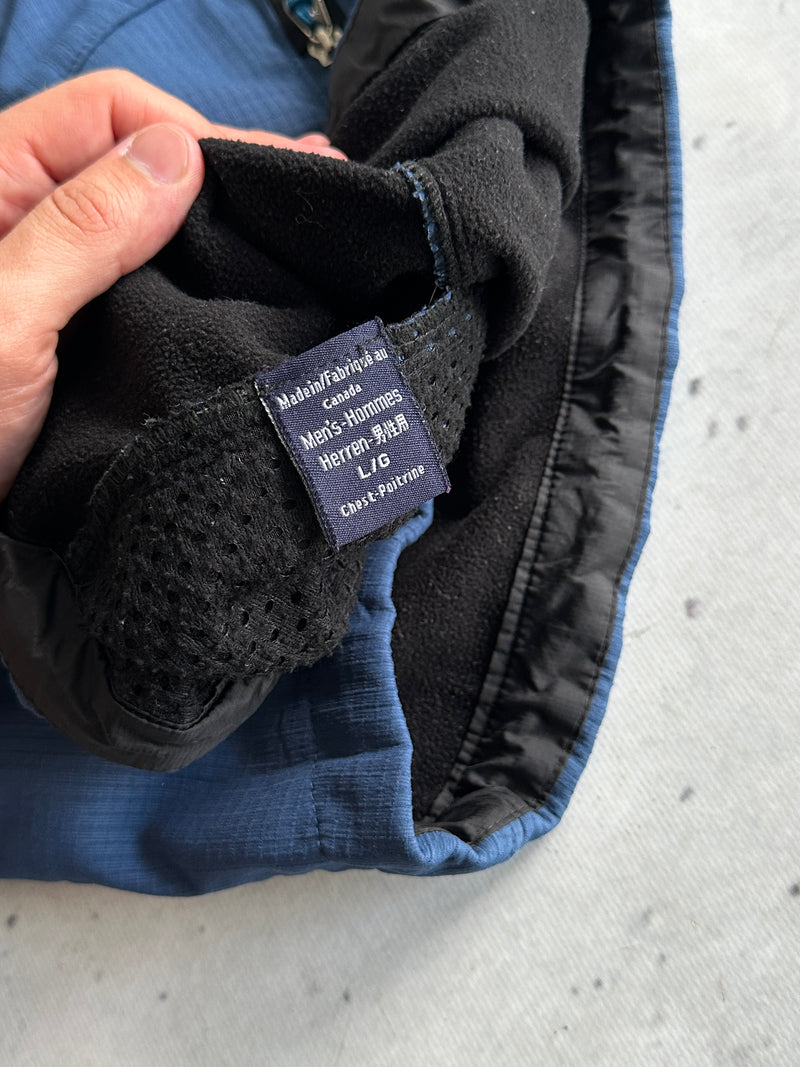 Made in/Fabriqué au
Canada
Men's-Hommes
Herren-男性用
L/G
Chest-Poitrine